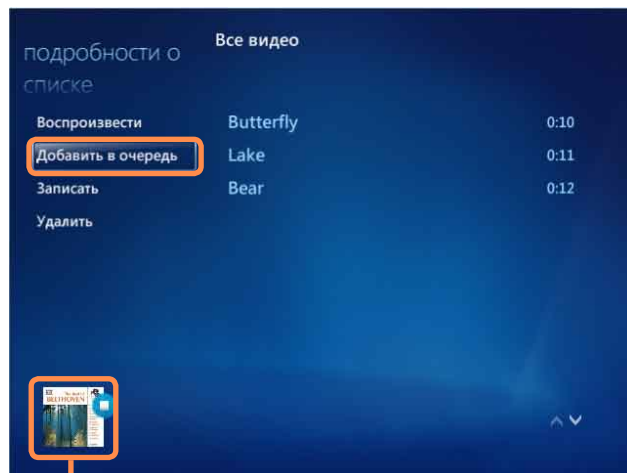 подробности о
списке
Все видео
Воспроизвести
Добавить в очередь
Записать
Удалить
Butterfly 0:10
Lake 0:11
Bear 0:12
BEETHOVEN